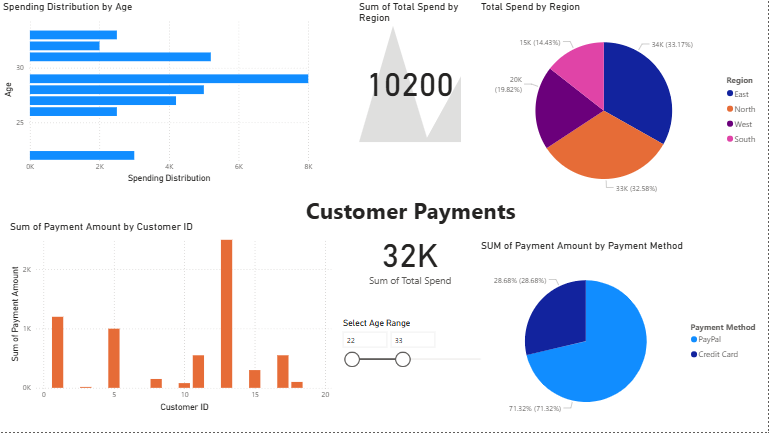 Spending Distribution by Age
Age
30
25
0K
2K
4K
6K
8K
Spending Distribution
Sum of Total Spend by
Region
10200
Total Spend by Region
15K (14.43%)
34K (33.17%)
20K
(19.82%)
33K (32.58%)
Region
East
North
West
South
Customer Payments
Sum of Payment Amount by Customer ID
Sum of Payment Amount
2K
1K
0K
0
5
10
15
20
Customer ID
32K
Sum of Total Spend
Select Age Range
22
33
SUM of Payment Amount by Payment Method
28.68% (28.68%)
71.32% (71.32%)
Payment Method
PayPal
Credit Card